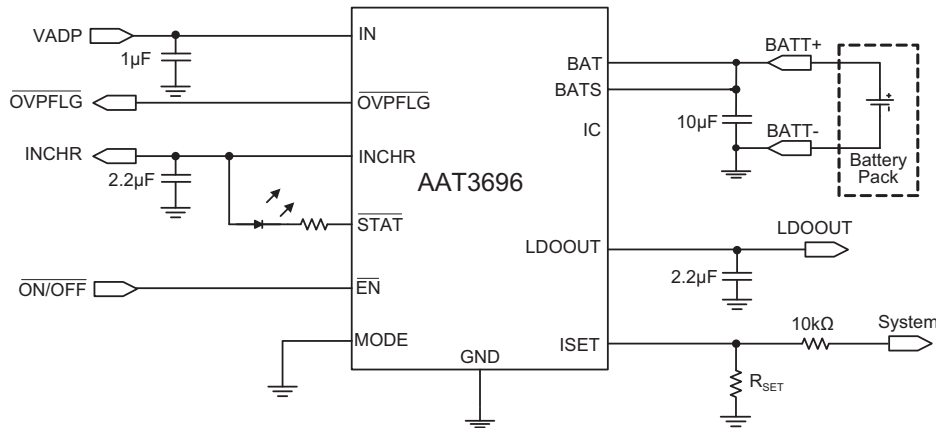 VADP
1µF
IN
OVPFLG
OVPFLG
INCHR
2.2µF
INCHR
STAT
ON/OFF
EN
MODE
GND
AAT3696
BAT
BATS
IC
BATT+
10µF
BATT-
+
-
Battery
Pack
LDOOUT
LDOOUT
2.2µF
ISET
10kΩ
System
RSET